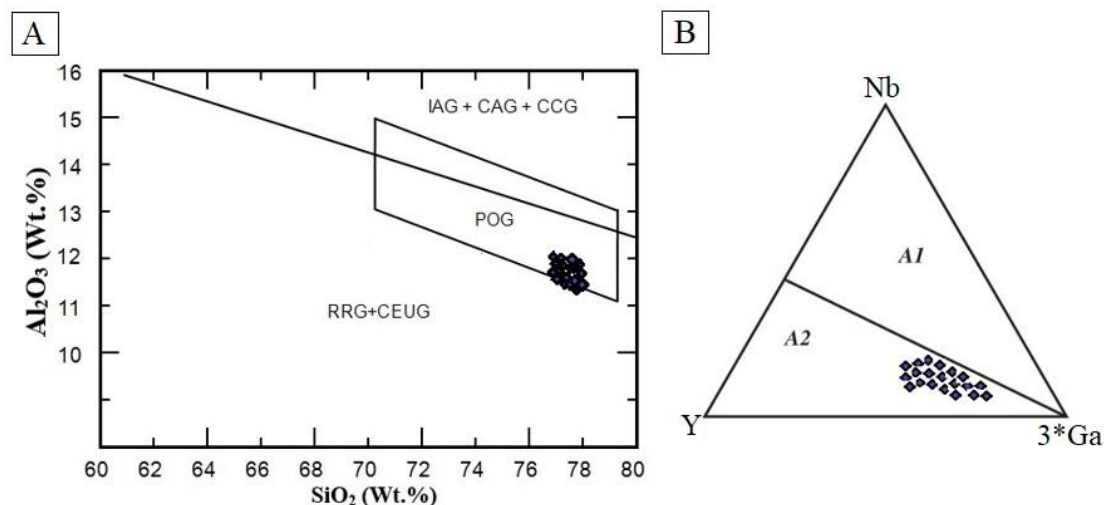 A
16
15
14
13
12
11
10
Al₂O₃ (Wt.%)
IAG + CAG + CCG
POG
RRG+CEUG
60 62 64 66 68 70 72 74 76 78 80
SiO₂ (Wt.%)
B
Nb
A1
A2
Y
3*Ga